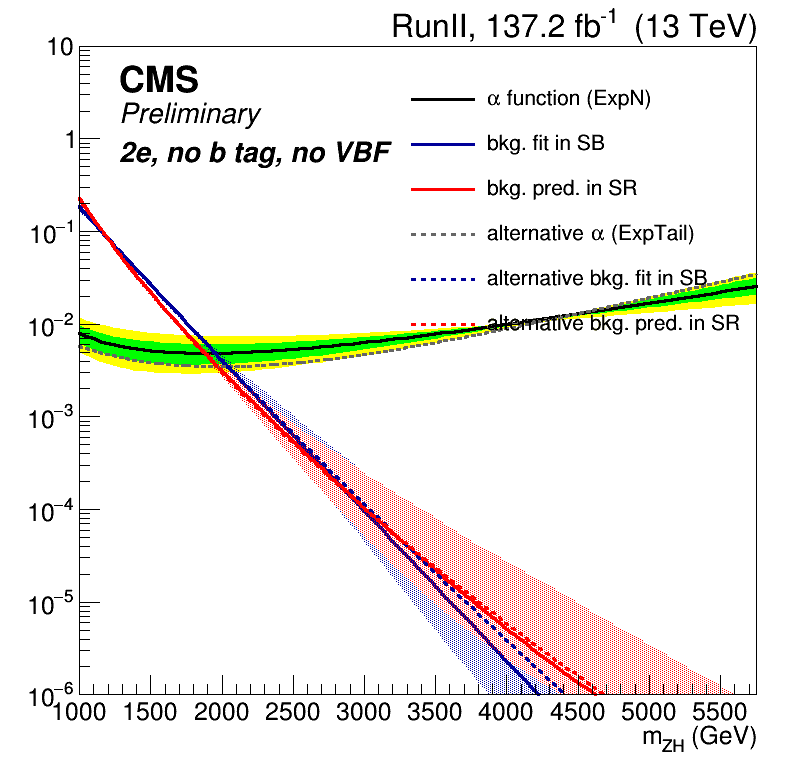 RunII, 137.2 fb⁻¹ (13 TeV)
10
CMS
Preliminary
2e, no b tag, no VBF
α function (ExpN)
bkg. fit in SB
bkg. pred. in SR
alternative α (ExpTail)
alternative bkg. fit in SB
alternative bkg. pred. in SR
1
10⁻¹
10⁻²
10⁻³
10⁻⁴
10⁻⁵
10⁻⁶
1000 1500 2000 2500 3000 3500 4000 4500 5000 5500
m_ZH (GeV)